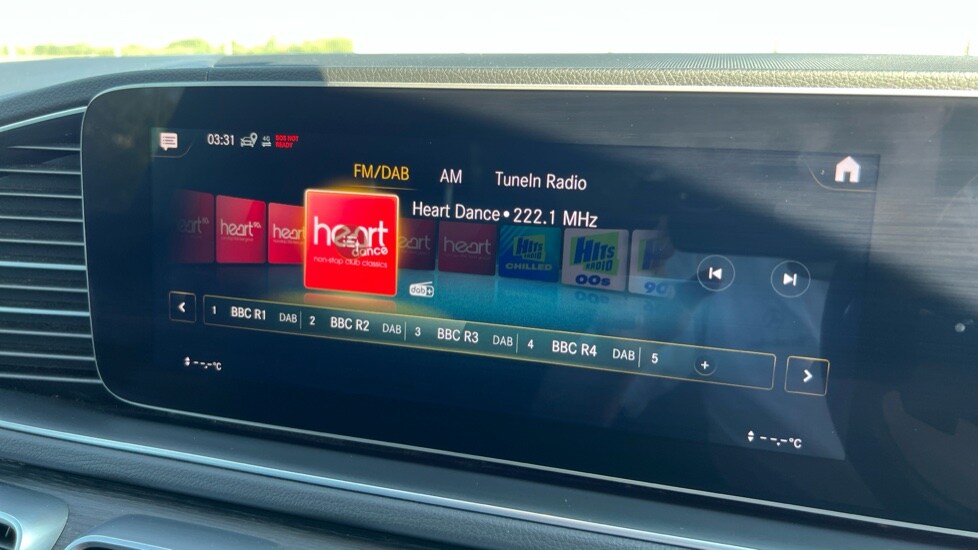 03:31 4G SOS NOT
READY
FM/DAB AM TuneIn Radio
Heart Dance • 222.1 MHz
heart
heart
heart
dance
non-stop club classics
heart
heart
Hits
RADIO
CHILLED
Hits
RADIO
00s
Hits
90
dab+
1 BBC R1 DAB 2 BBC R2 DAB 3 BBC R3 DAB 4 BBC R4 DAB 5 +
--,-°C
--,-°C